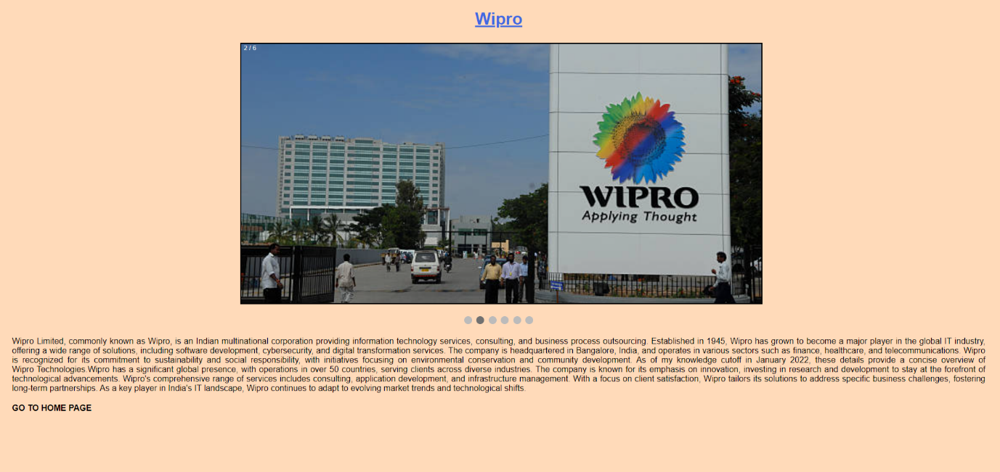 Wipro
2 / 6
WIPRO
Applying Thought
Wipro Limited, commonly known as Wipro, is an Indian multinational corporation providing information technology services, consulting, and business process outsourcing. Established in 1945, Wipro has grown to become a major player in the global IT industry,
offering a wide range of solutions, including software development, cybersecurity, and digital transformation services. The company is headquartered in Bangalore, India, and operates in various sectors such as finance, healthcare, and telecommunications. Wipro
is recognized for its commitment to sustainability and social responsibility, with initiatives focusing on environmental conservation and community development. As of my knowledge cutoff in January 2022, these details provide a concise overview of
Wipro Technologies.Wipro has a significant global presence, with operations in over 50 countries, serving clients across diverse industries. The company is known for its emphasis on innovation, investing in research and development to stay at the forefront of
technological advancements. Wipro's comprehensive range of services includes consulting, application development, and infrastructure management. With a focus on client satisfaction, Wipro tailors its solutions to address specific business challenges, fostering
long-term partnerships. As a key player in India's IT landscape, Wipro continues to adapt to evolving market trends and technological shifts.
GO TO HOME PAGE